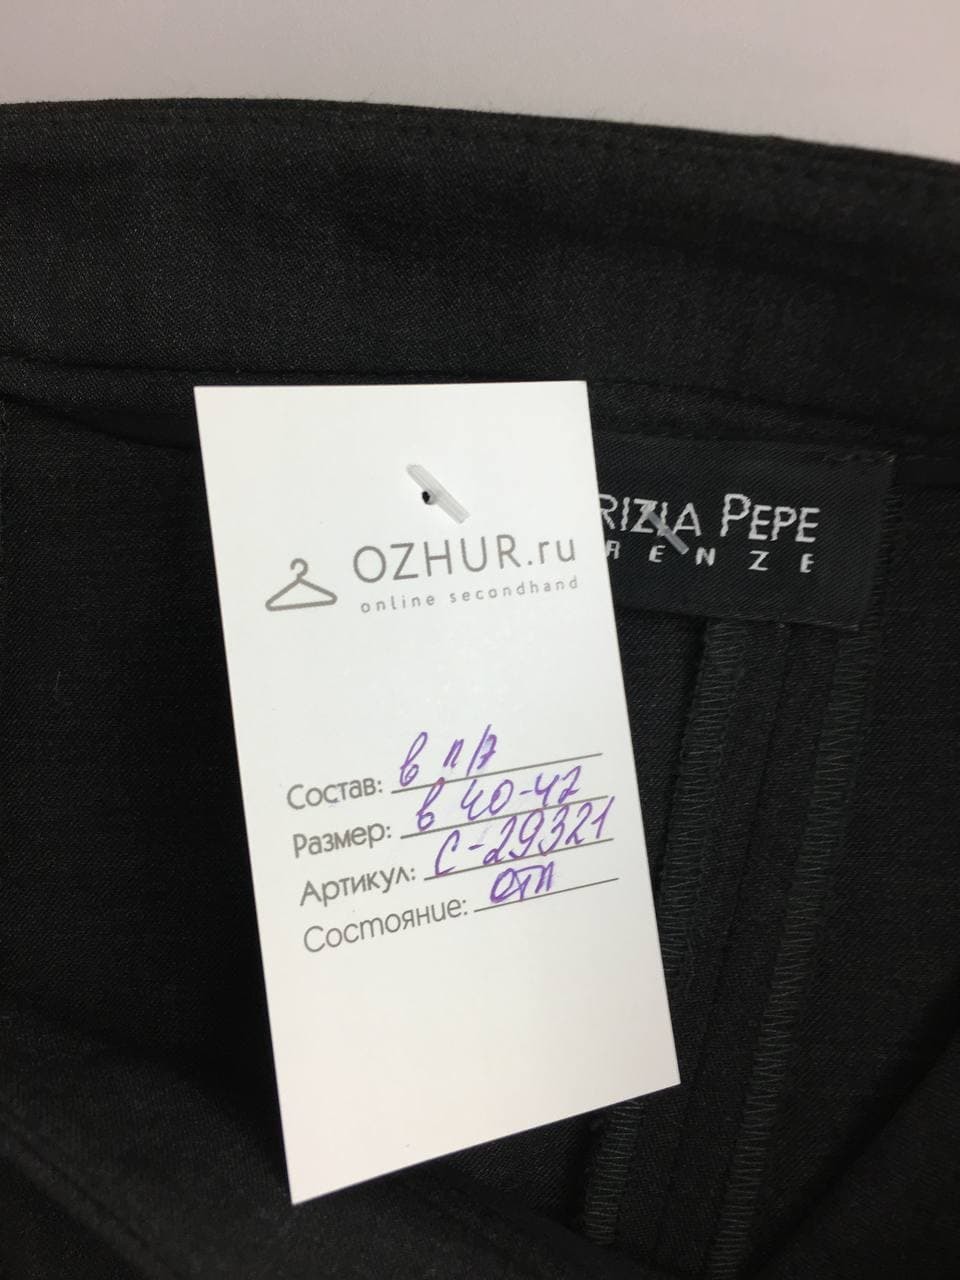 OZHUR.ru
online secondhand
RIZIA PEPE
RENZE
Состав: в п/э
Размер: в 40-42
Артикул: С-29321
Состояние: отл